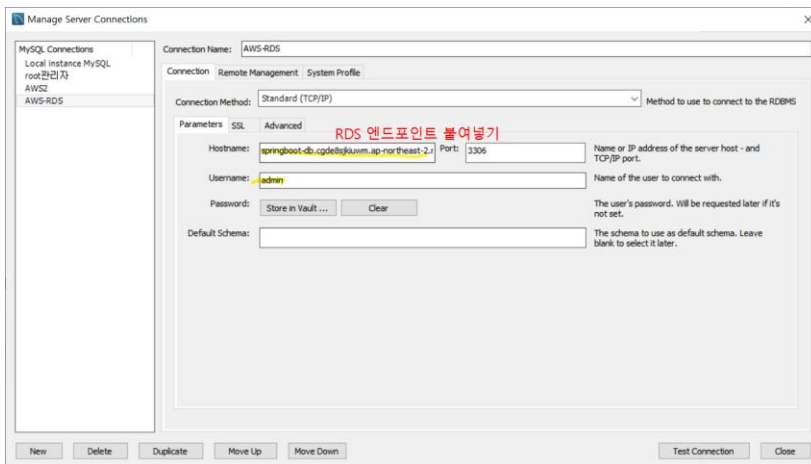 Manage Server Connections
MySQL Connections
Local instance MySQL
root관리자
AWS2
AWS-RDS
Connection Name: AWS-RDS
Connection Remote Management System Profile
Connection Method: Standard (TCP/IP) Method to use to connect to the RDBMS
Parameters SSL Advanced
RDS 엔드포인트 붙여넣기
Hostname: springboot-db.cgde8sjkiuwm.ap-northeast-2.r Port: 3306 Name or IP address of the server host - and
TCP/IP port.
Username: admin Name of the user to connect with.
Password: Store in Vault ... Clear The user's password. Will be requested later if it's
not set.
Default Schema: The schema to use as default schema. Leave
blank to select it later.
New Delete Duplicate Move Up Move Down Test Connection Close